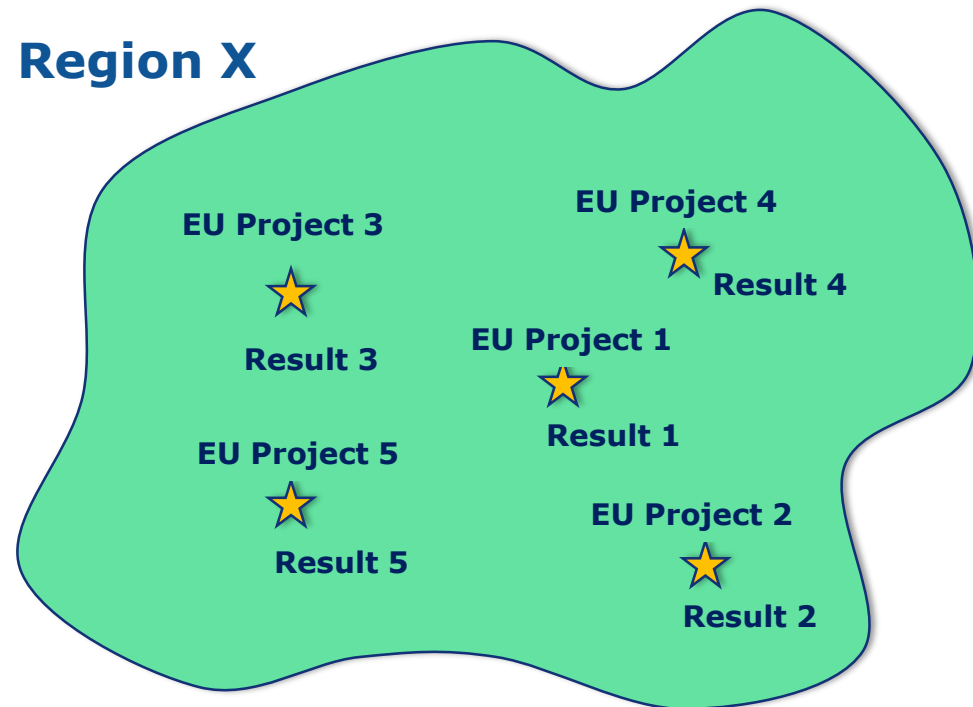 Region X
EU Project 4
EU Project 3
Result 4
EU Project 1
Result 3
Result 1
EU Project 5
EU Project 2
Result 5
Result 2